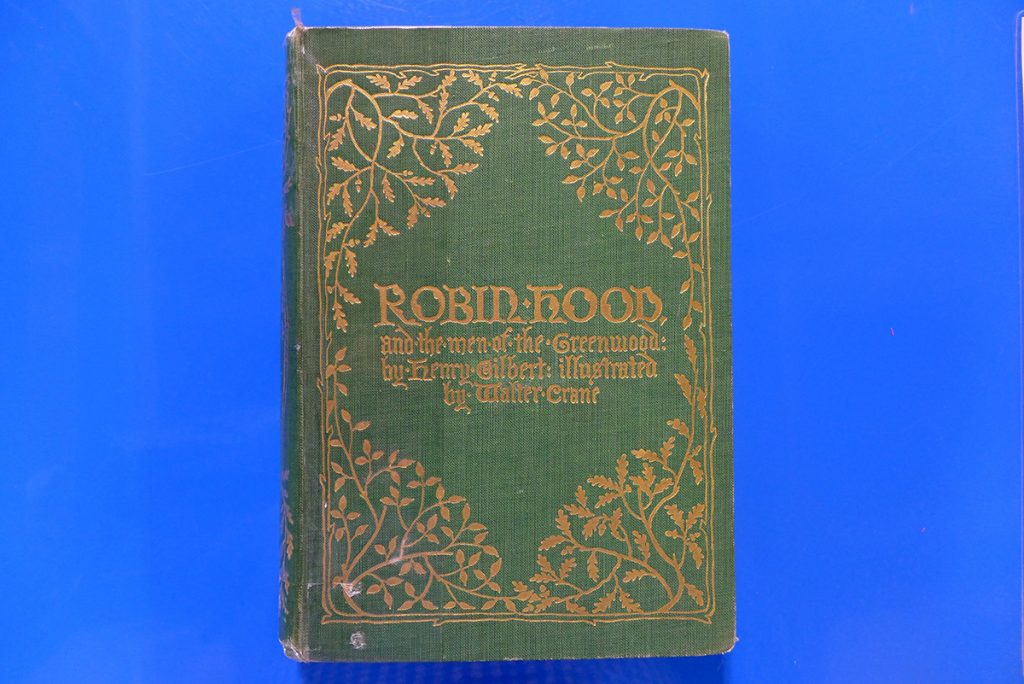 ROBIN·HOOD,
and·the·men·of·the·Greenwood:
by·Henry·Gilbert: illustrated
by·Walter·Crane